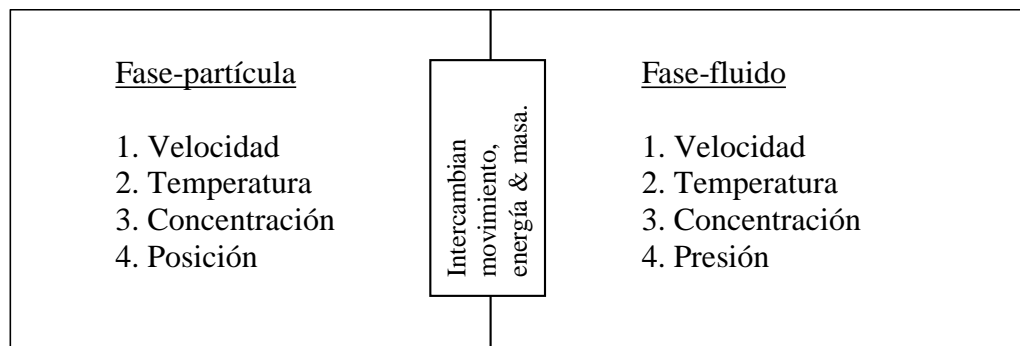 Fase-partícula
1. Velocidad
2. Temperatura
3. Concentración
4. Posición
Intercambian
movimiento,
energía & masa.
Fase-fluido
1. Velocidad
2. Temperatura
3. Concentración
4. Presión